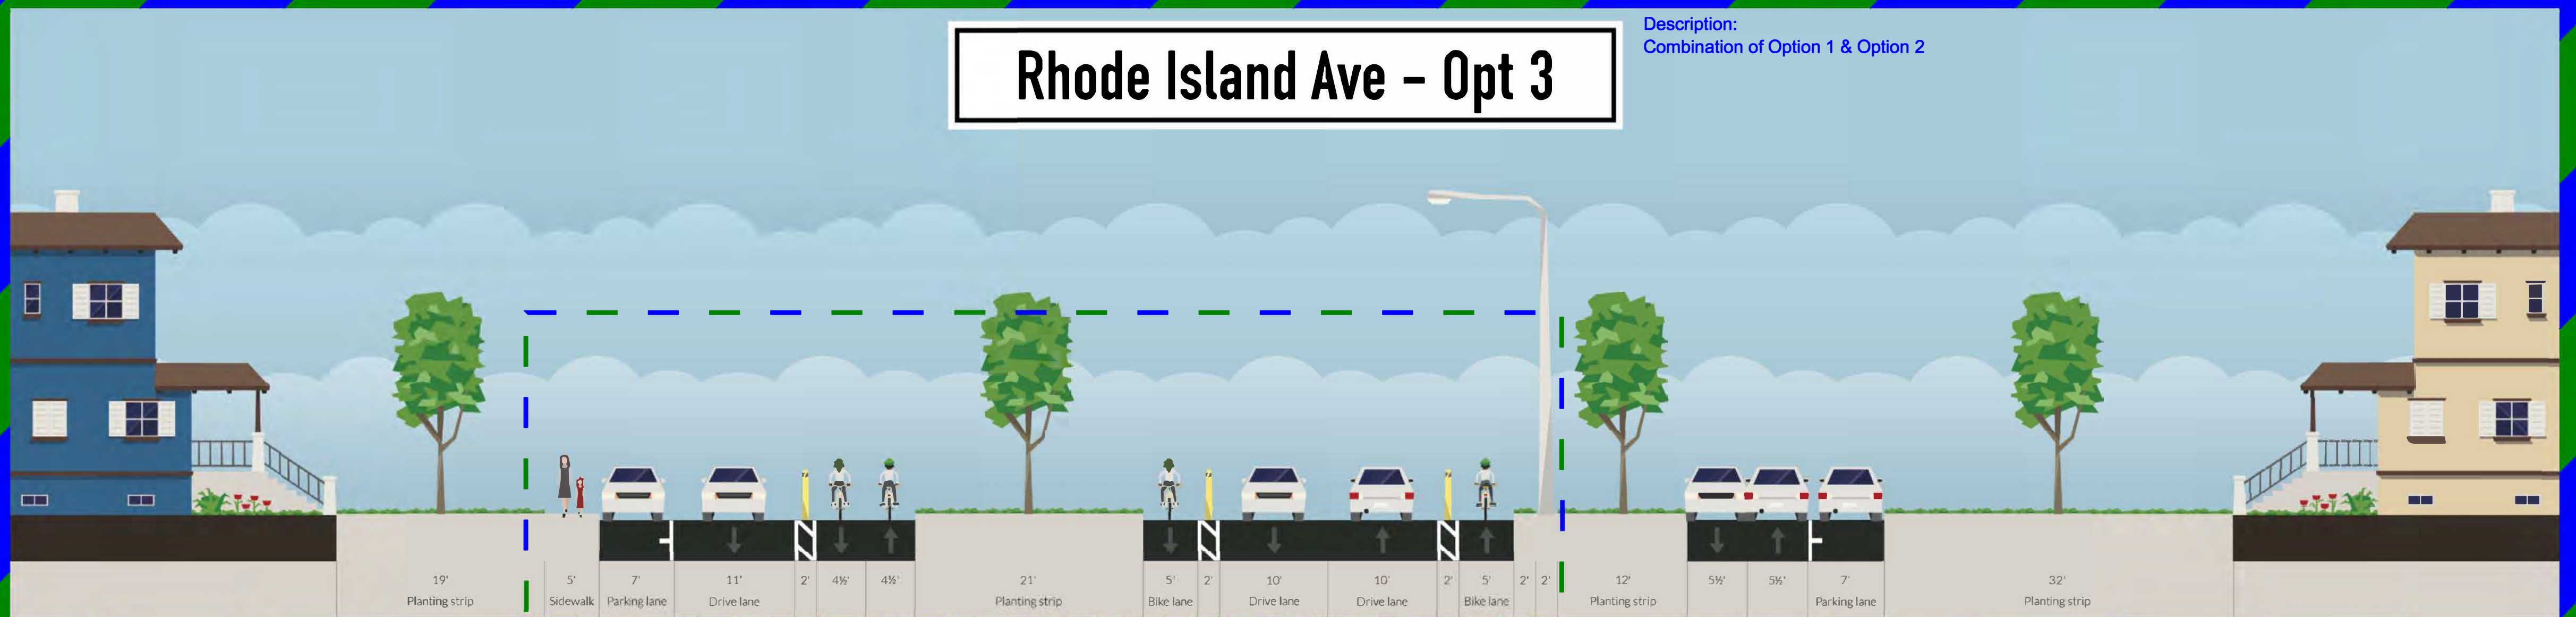 Rhode Island Ave - Opt 3
Description:
Combination of Option 1 & Option 2
19' 5' 7' 11' 2' 4½' 4½' 21' 5' 2' 10' 10' 2' 5' 2' 2' 12' 5½' 5½' 7' 32'
Planting strip Sidewalk Parking lane Drive lane Planting strip Bike lane Drive lane Drive lane Bike lane Planting strip Parking lane Planting strip